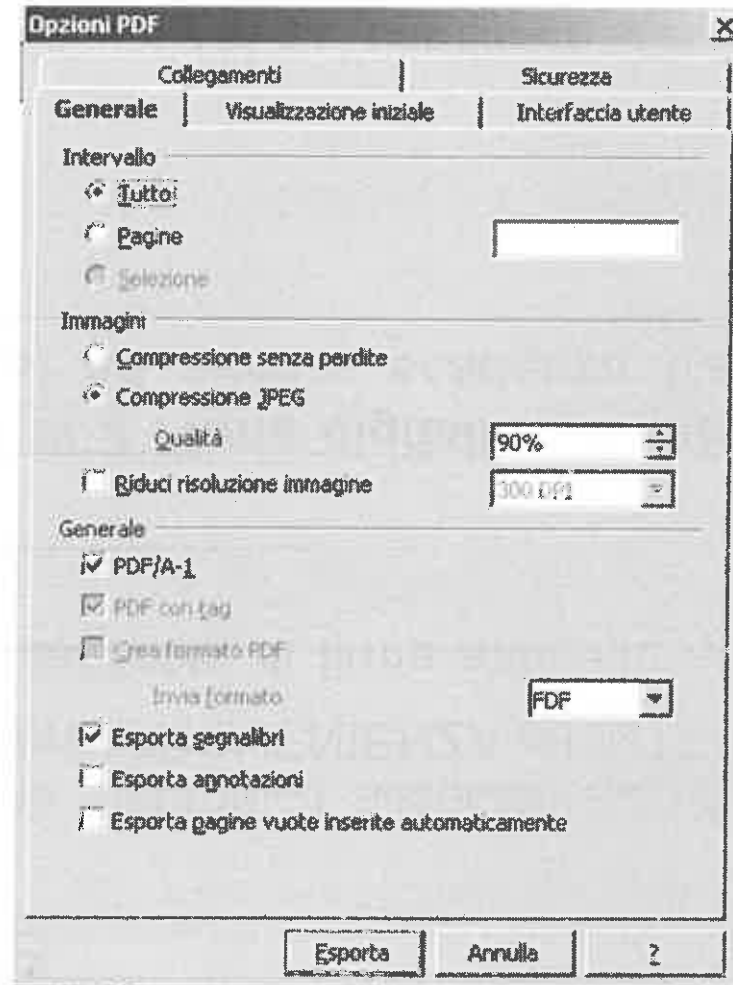 Opzioni PDF
Collegamenti Sicurezza
Generale Visualizzazione iniziale Interfaccia utente
Intervallo
Tutto
Pagine
Selezione
Immagini
Compressione senza perdite
Compressione JPEG
Qualità 90%
Riduci risoluzione immagine 300 DPI
Generale
PDF/A-1
PDF con tag
Crea formato PDF
Invia formato FDF
Esporta segnalibri
Esporta annotazioni
Esporta pagine vuote inserite automaticamente
Esporta Annulla ?